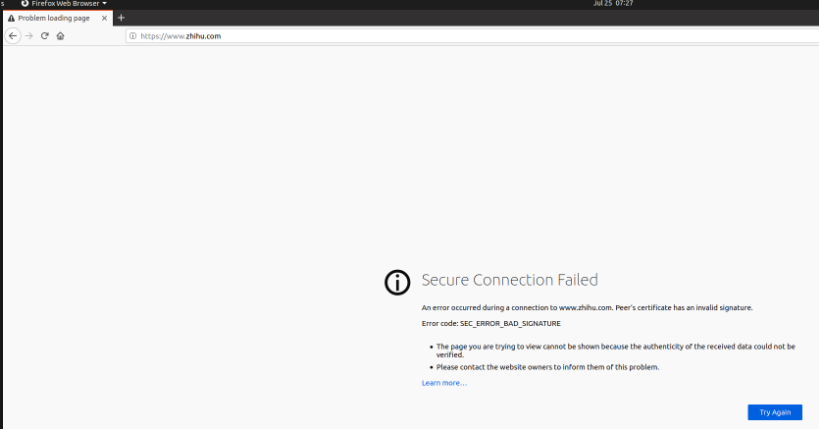 s Firefox Web Browser Jul 25 07:27
Problem loading page
https://www.zhihu.com
Secure Connection Failed
An error occurred during a connection to www.zhihu.com. Peer's certificate has an invalid signature.
Error code: SEC_ERROR_BAD_SIGNATURE
The page you are trying to view cannot be shown because the authenticity of the received data could not be
verified.
Please contact the website owners to inform them of this problem.
Learn more…
Try Again